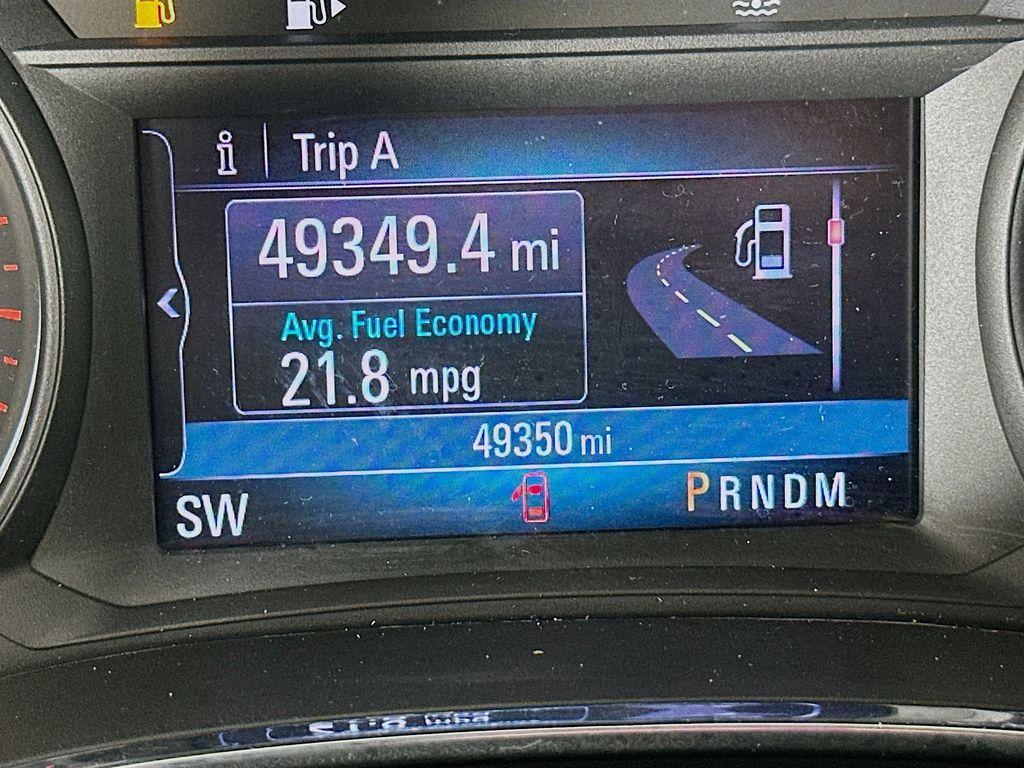 i | Trip A
49349.4 mi
Avg. Fuel Economy
21.8 mpg
49350 mi
SW
PRNDM